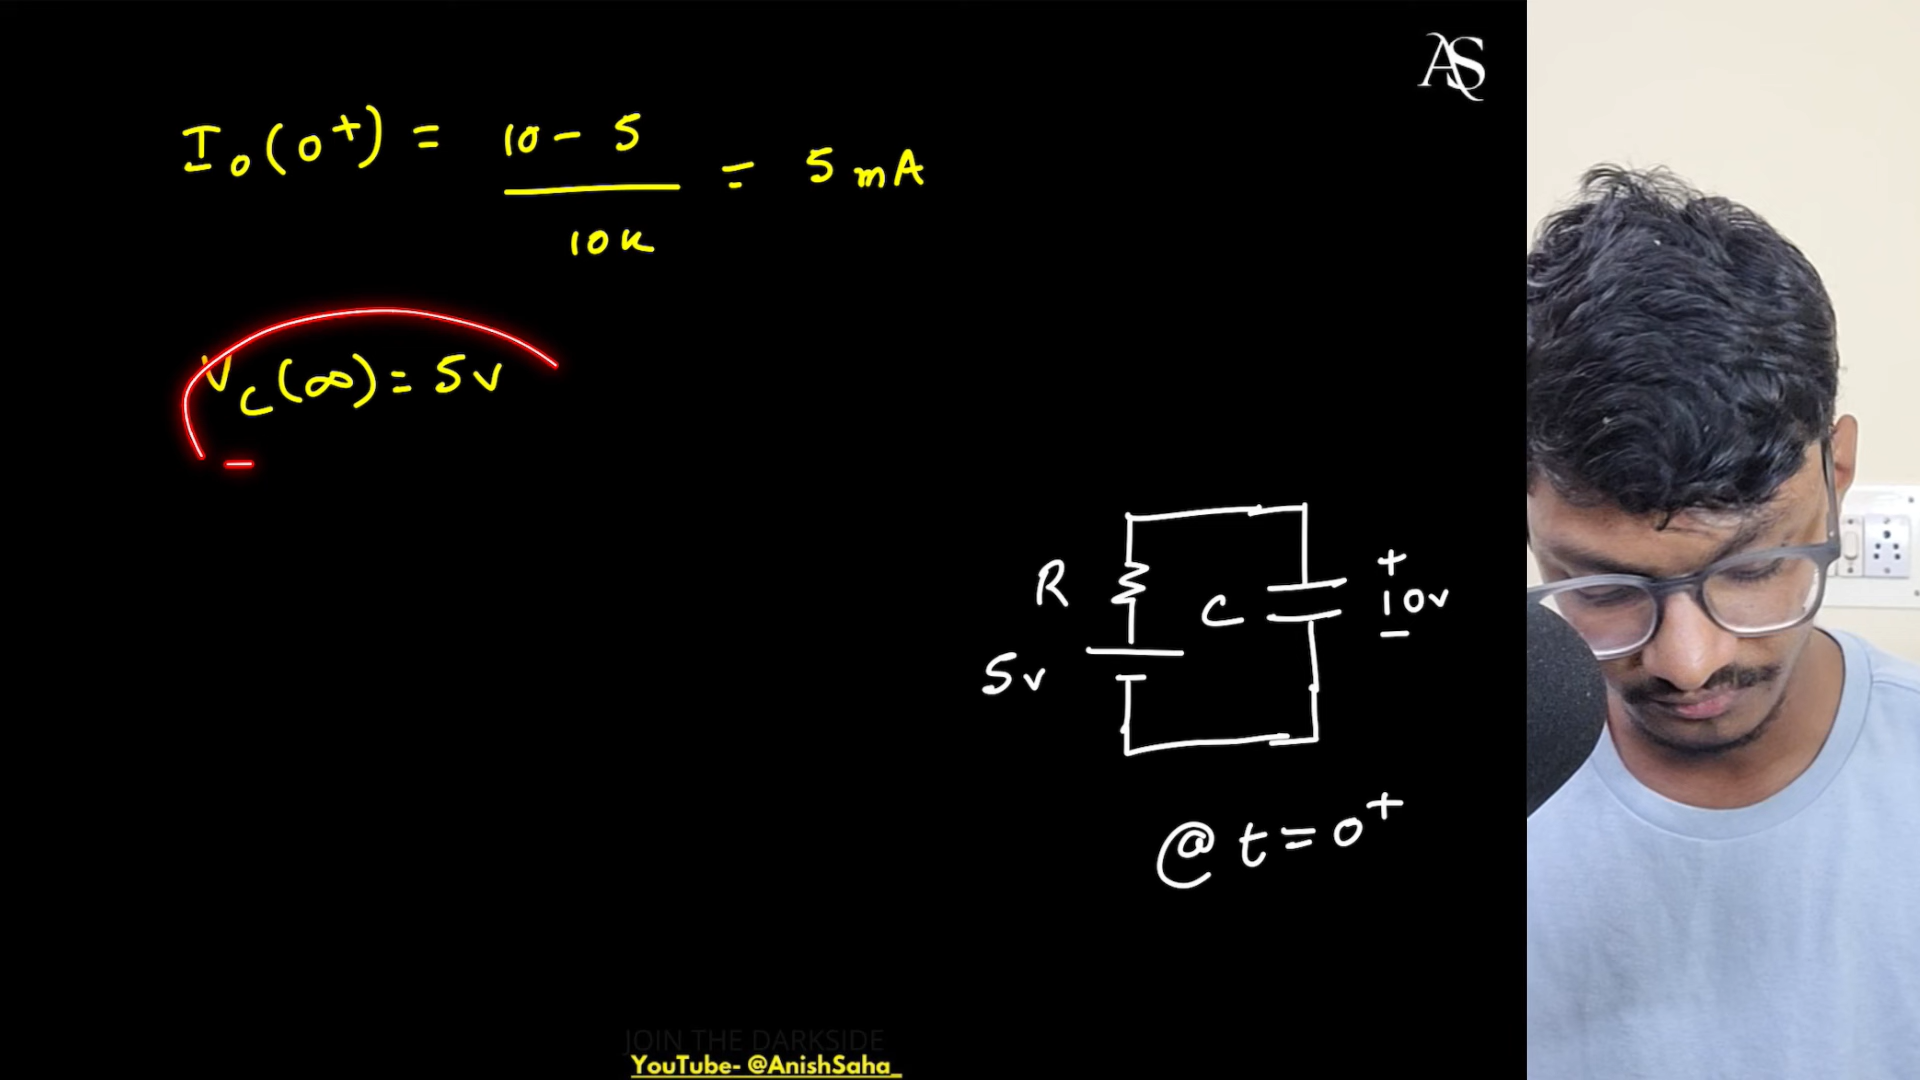 AS
I₀(0⁺) = 10 - 5 / 10k = 5 mA
V_C(∞) = 5v
R
C
+
10v
-
5v
@ t = 0⁺
JOIN THE DARKSIDE
YouTube- @AnishSaha_